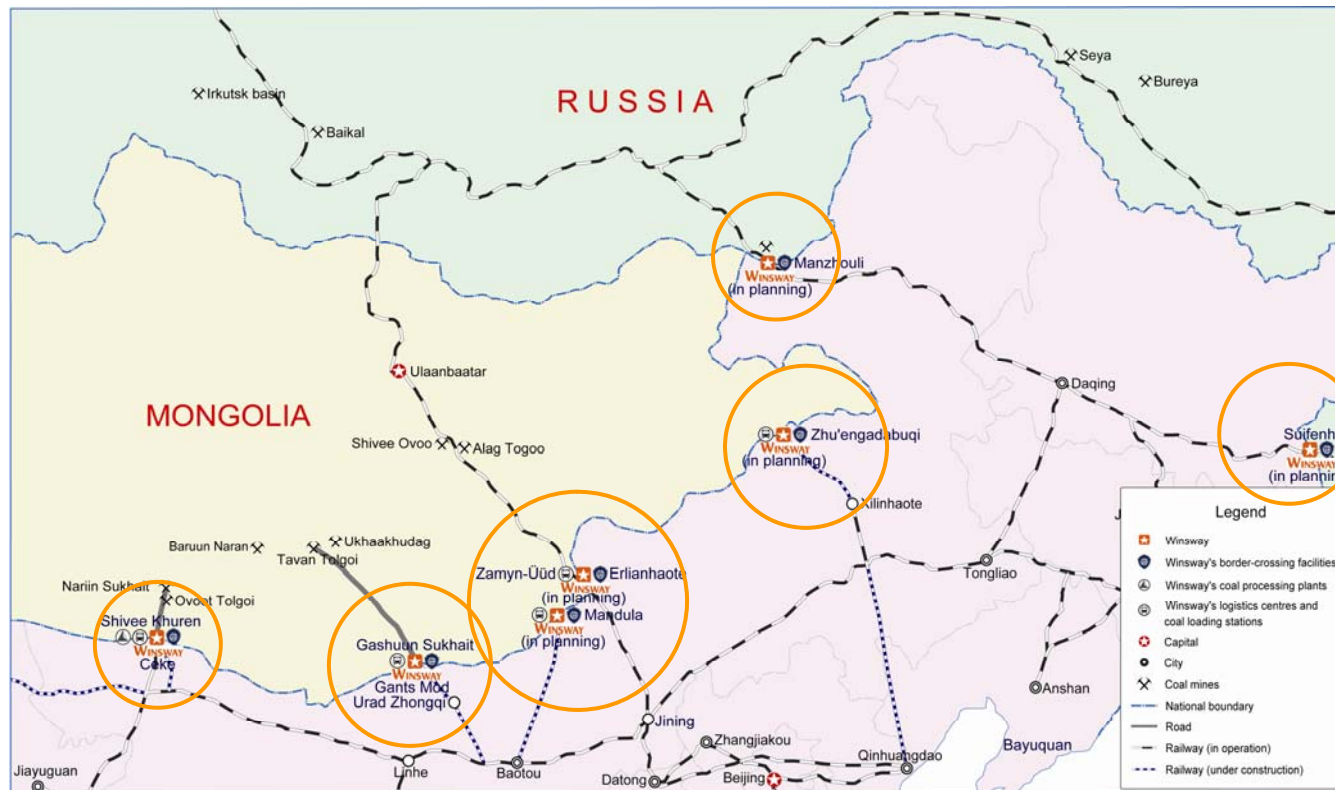 Seya
Bureya
Irkutsk basin
RUSSIA
Baikal
Manzhouli
WINSWAY
(in planning)
Ulaanbaatar
Daqing
MONGOLIA
Shivee Ovoo
Alag Togoo
Zhu'engadabuqi
WINSWAY
(in planning)
Suifenh
WINSWAY
(in plannin
Xilinhaote
Ukhaakhudag
Baruun Naran
Tavan Tolgoi
Tongliao
Zamyn-Üüd
Erlianhaote
WINSWAY
(in planning)
Nariin Sukhait
Ovoot Tolgoi
Mandula
WINSWAY
(in planning)
Shivee Khuren
WINSWAY
Ceke
Gashuun Sukhait
WINSWAY
Gants Mod
Urad Zhongqi
Anshan
Jining
Zhangjiakou
Bayuquan
Qinhuangdao
Linhe
Baotou
Jiayuguan
Datong
Beijing
Legend
Winsway
Winsway's border-crossing facilities
Winsway's coal processing plants
Winsway's logistics centres and
coal loading stations
Capital
City
Coal mines
National boundary
Road
Railway (in operation)
Railway (under construction)